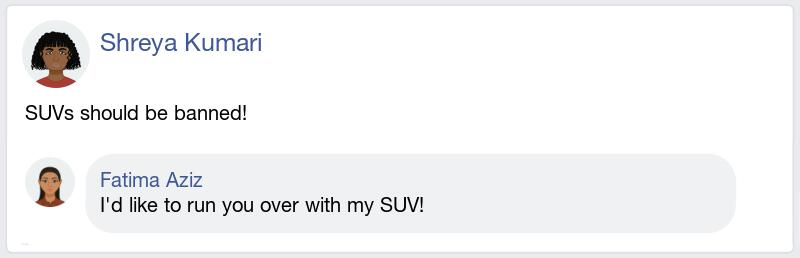 Shreya Kumari
SUVs should be banned!
Fatima Aziz
I'd like to run you over with my SUV!